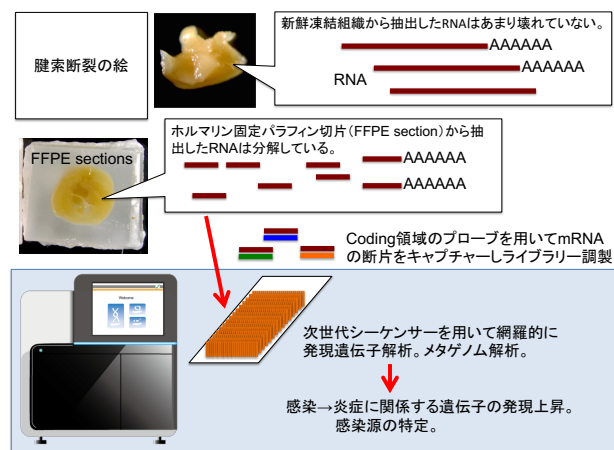 腱索断裂の絵
新鮮凍結組織から抽出したRNAはあまり壊れていない。
AAAAAA
AAAAAA
RNA
FFPE sections
ホルマリン固定パラフィン切片(FFPE section)から抽
出したRNAは分解している。
AAAAAA
AAAAAA
Coding領域のプローブを用いてmRNA
の断片をキャプチャーしライブラリー調製
Welcome
次世代シーケンサーを用いて網羅的に
発現遺伝子解析。メタゲノム解析。
感染→炎症に関係する遺伝子の発現上昇。
感染源の特定。